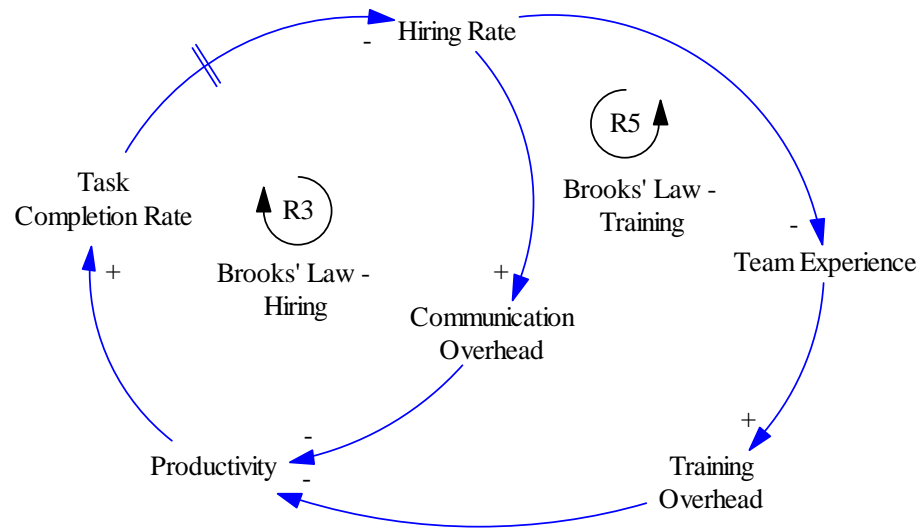 Hiring Rate
-
R5
Brooks' Law -
Training
Task
Completion Rate
R3
Brooks' Law -
Hiring
-
Team Experience
+
+
Communication
Overhead
+
-
Productivity
-
Training
Overhead